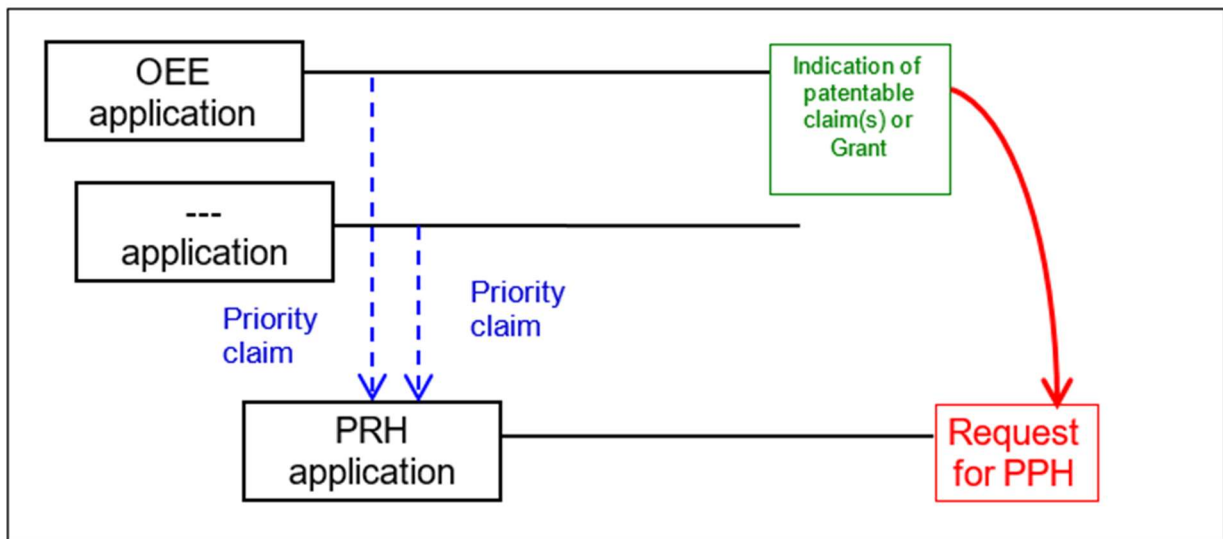 OEE
application
Indication of
patentable
claim(s) or
Grant
---
application
Priority
claim
Priority
claim
PRH
application
Request
for PPH